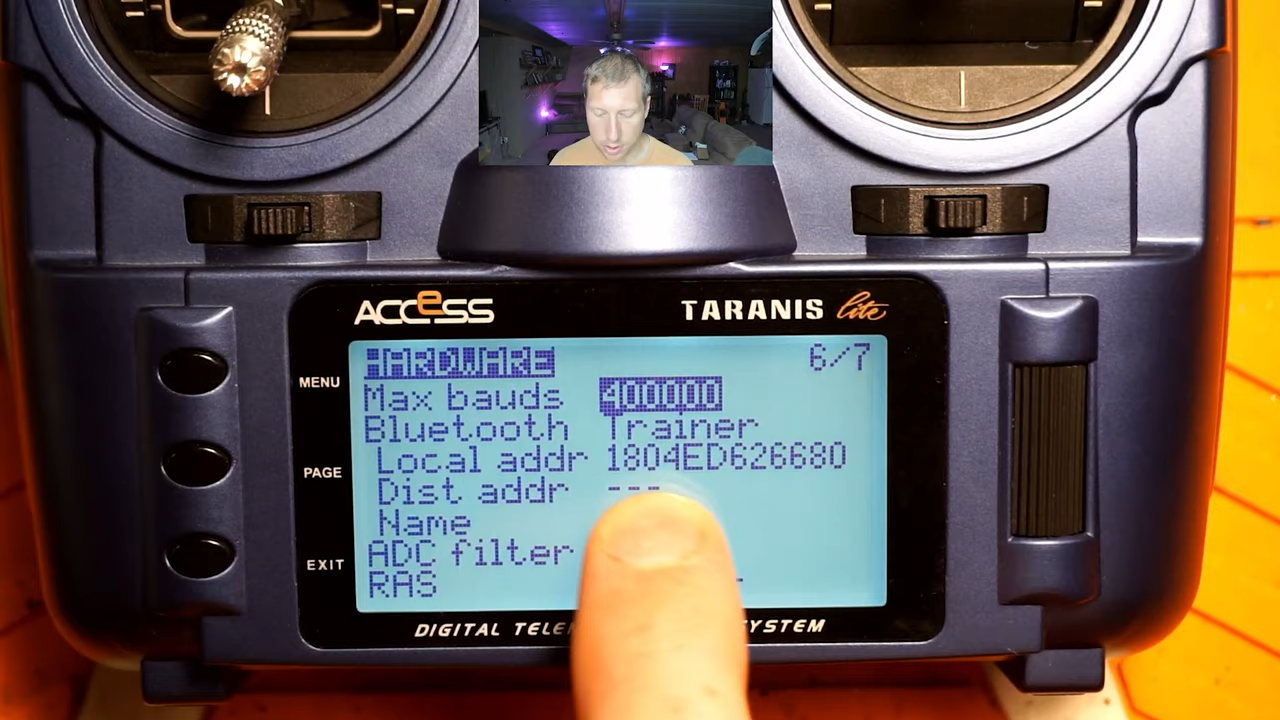 ACCESS TARANIS lite
HARDWARE 6/7
MENU
Max bauds 400000
Bluetooth Trainer
Local addr 1804ED626680
PAGE
Dist addr ---
Name
ADC filter
EXIT
RAS
DIGITAL SYSTEM